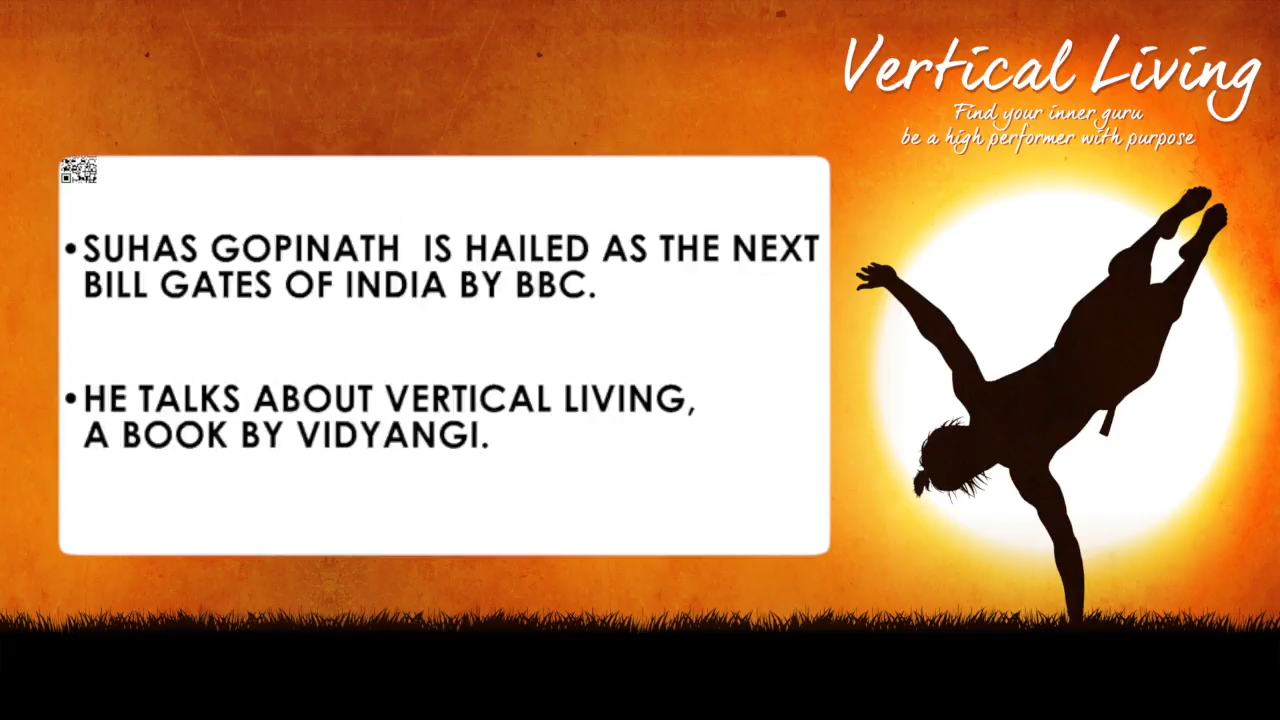 Vertical Living
Find your inner guru
be a high performer with purpose
•SUHAS GOPINATH IS HAILED AS THE NEXT
BILL GATES OF INDIA BY BBC.
•HE TALKS ABOUT VERTICAL LIVING,
A BOOK BY VIDYANGI.